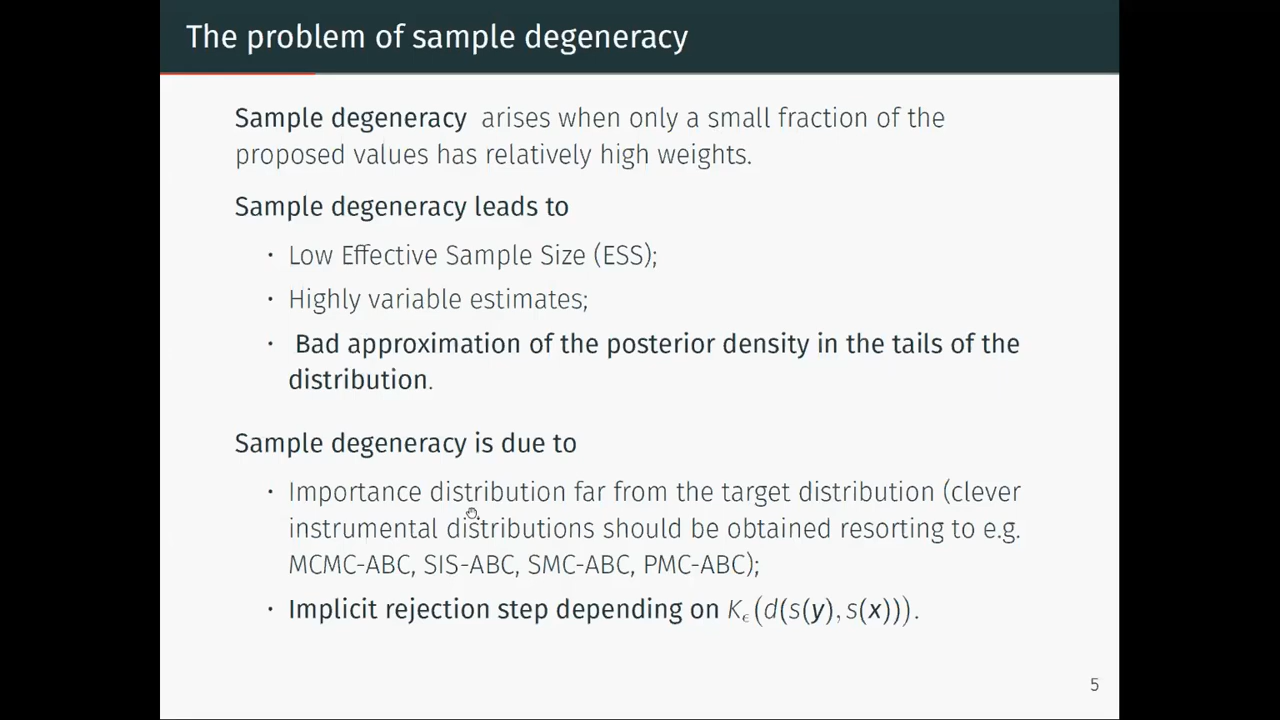 The problem of sample degeneracy
Sample degeneracy arises when only a small fraction of the
proposed values has relatively high weights.
Sample degeneracy leads to
· Low Effective Sample Size (ESS);
· Highly variable estimates;
· Bad approximation of the posterior density in the tails of the
distribution.
Sample degeneracy is due to
· Importance distribution far from the target distribution (clever
instrumental distributions should be obtained resorting to e.g.
MCMC-ABC, SIS-ABC, SMC-ABC, PMC-ABC);
· Implicit rejection step depending on Kϵ(d(s(y), s(x))).
5